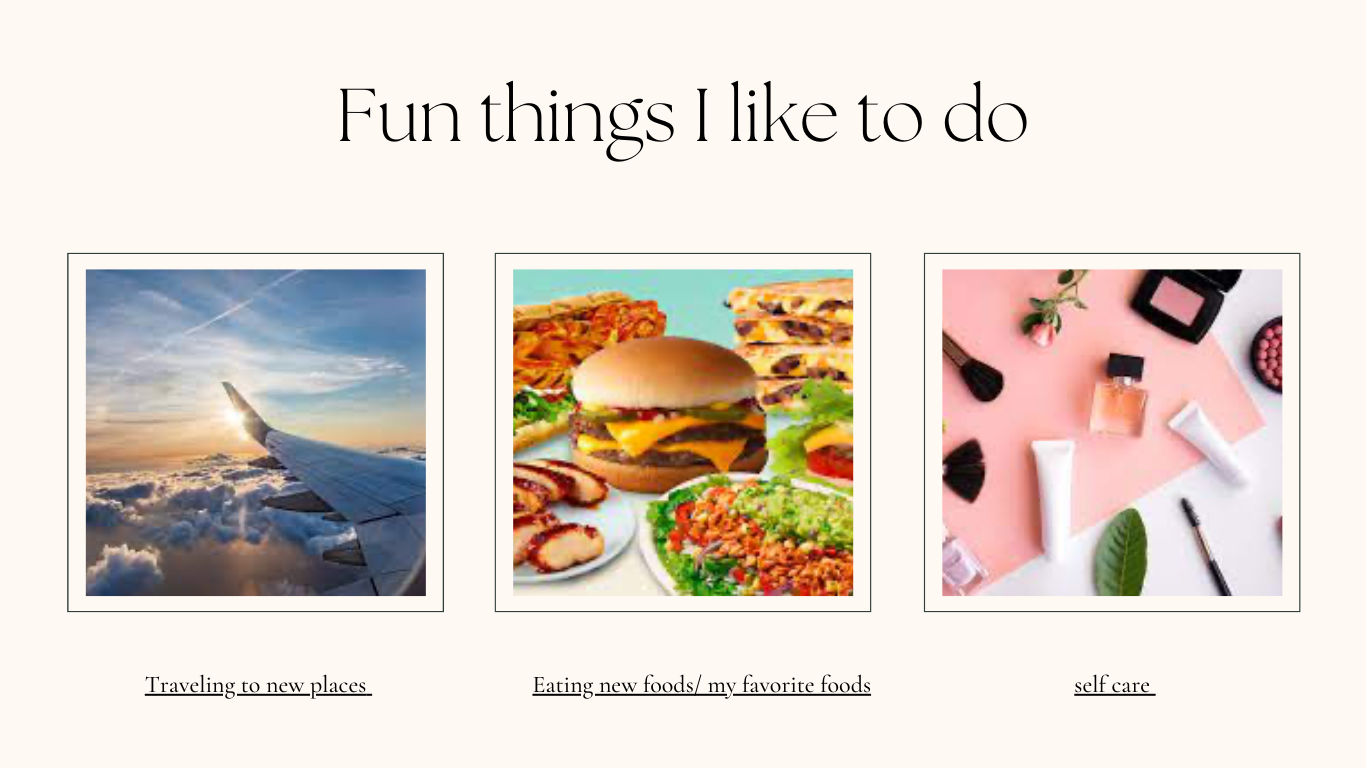 Fun things I like to do
Traveling to new places
Eating new foods/ my favorite foods
self care